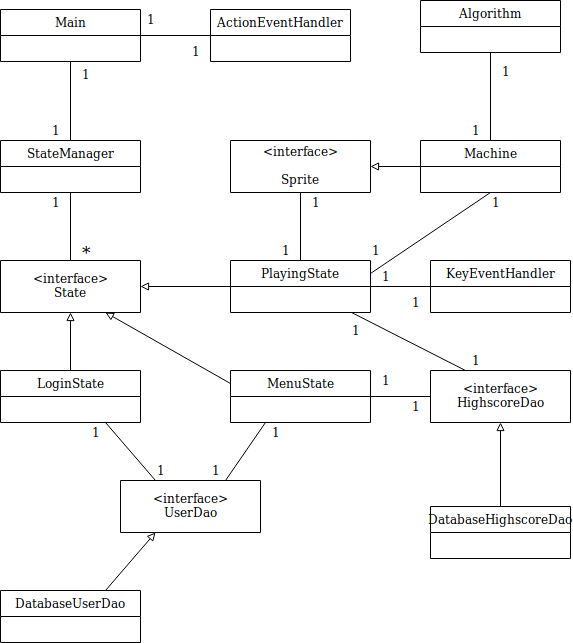 Main
1
ActionEventHandler
Algorithm
1
1
1
1
1
StateManager
<interface>
Sprite
Machine
1
1
1
*
1
1
<interface>
State
PlayingState
1
KeyEventHandler
1
1
1
LoginState
MenuState
1
<interface>
HighscoreDao
1
1
1
1
1
<interface>
UserDao
DatabaseHighscoreDao
DatabaseUserDao